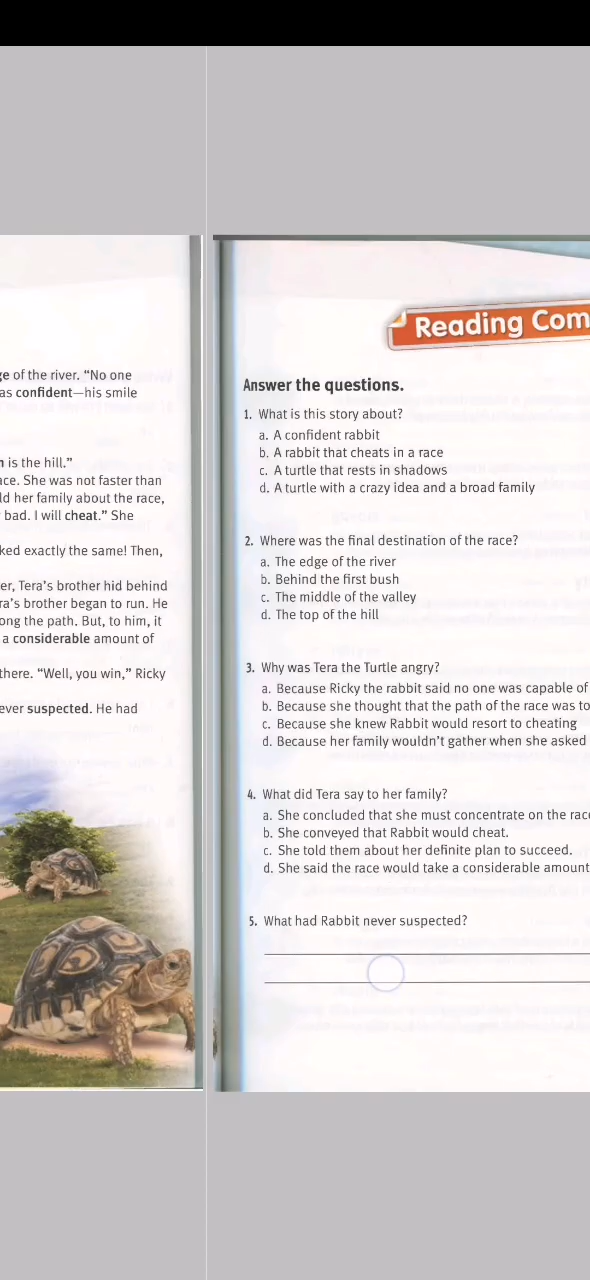 ge of the river. “No one
as confident—his smile
n is the hill.”
ace. She was not faster than
ld her family about the race,
bad. I will cheat.” She
ked exactly the same! Then,
er, Tera’s brother hid behind
ra’s brother began to run. He
ong the path. But, to him, it
a considerable amount of
there. “Well, you win,” Ricky
ever suspected. He had
Reading Com
Answer the questions.
1. What is this story about?
a. A confident rabbit
b. A rabbit that cheats in a race
c. A turtle that rests in shadows
d. A turtle with a crazy idea and a broad family
2. Where was the final destination of the race?
a. The edge of the river
b. Behind the first bush
c. The middle of the valley
d. The top of the hill
3. Why was Tera the Turtle angry?
a. Because Ricky the rabbit said no one was capable of
b. Because she thought that the path of the race was to
c. Because she knew Rabbit would resort to cheating
d. Because her family wouldn’t gather when she asked
4. What did Tera say to her family?
a. She concluded that she must concentrate on the race
b. She conveyed that Rabbit would cheat.
c. She told them about her definite plan to succeed.
d. She said the race would take a considerable amount
5. What had Rabbit never suspected?